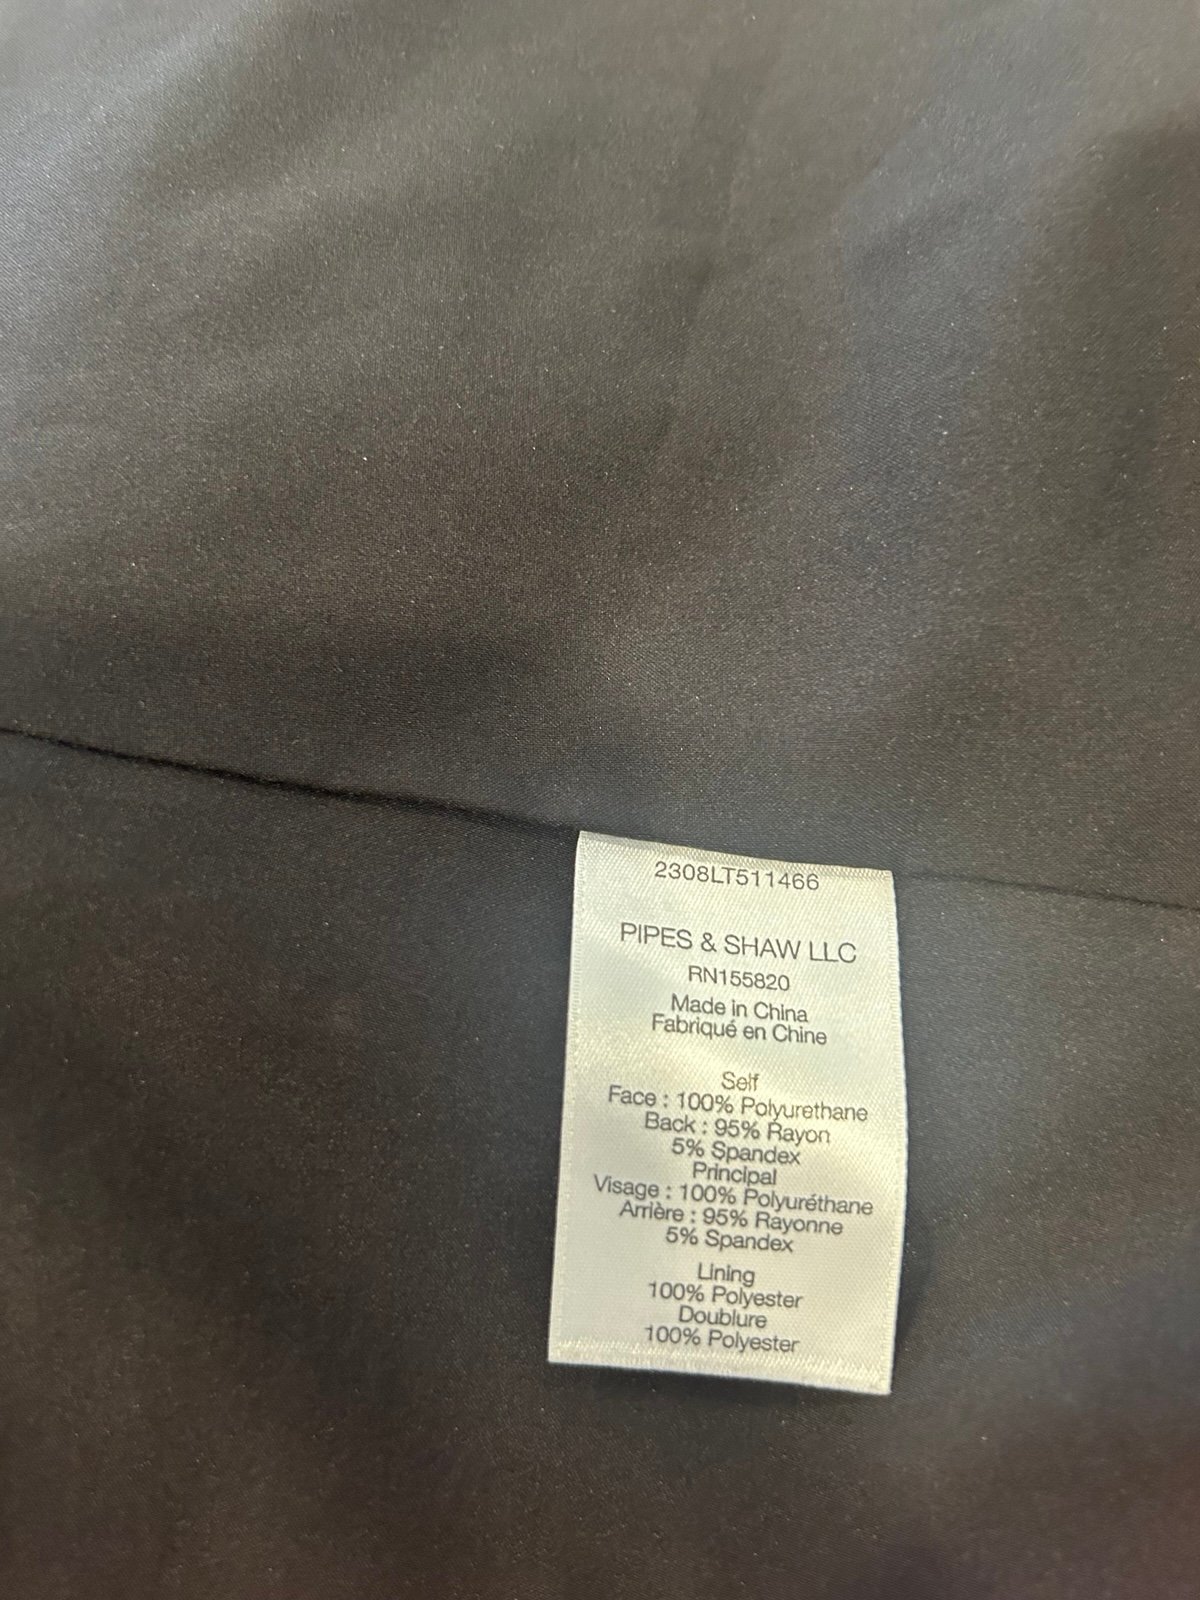 2308LT511466
PIPES & SHAW LLC
RN155820
Made in China
Fabriqué en Chine
Self
Face : 100% Polyurethane
Back : 95% Rayon
5% Spandex
Principal
Visage : 100% Polyuréthane
Arrière : 95% Rayonne
5% Spandex
Lining
100% Polyester
Doublure
100% Polyester